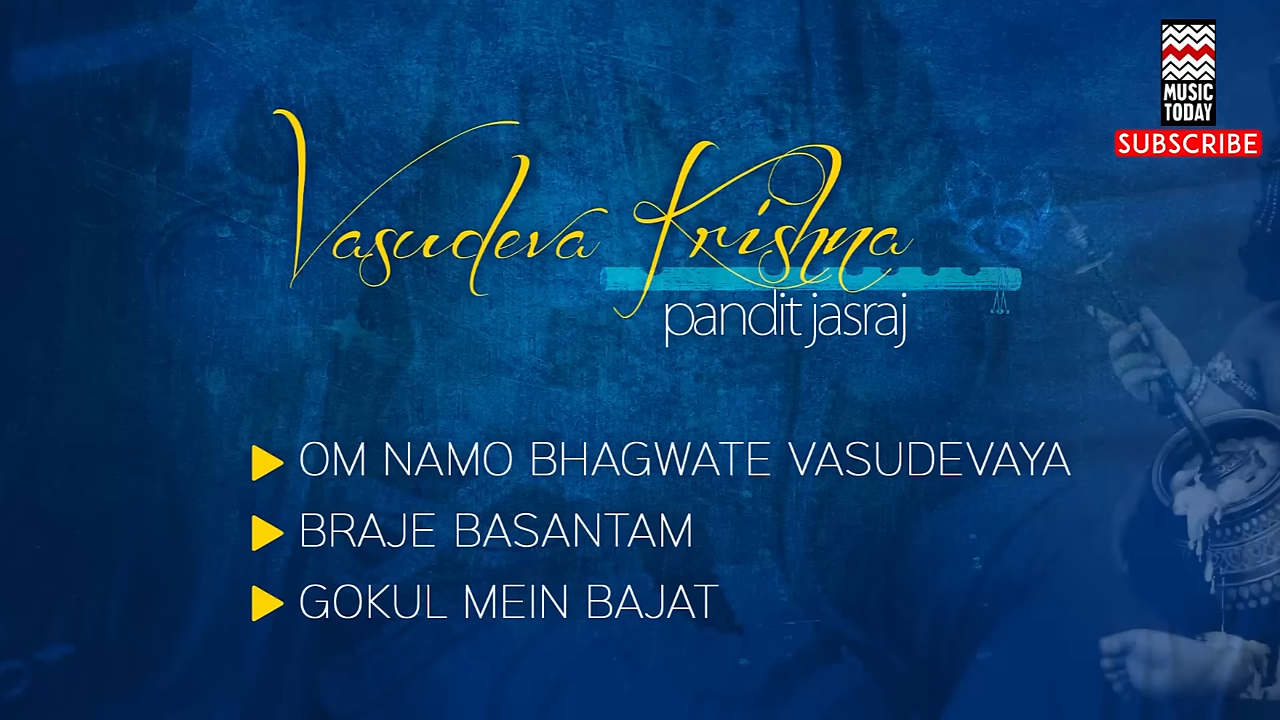 MUSIC
TODAY
SUBSCRIBE
Vasudeva Krishna
pandit jasraj
OM NAMO BHAGWATE VASUDEVAYA
BRAJE BASANTAM
GOKUL MEIN BAJAT